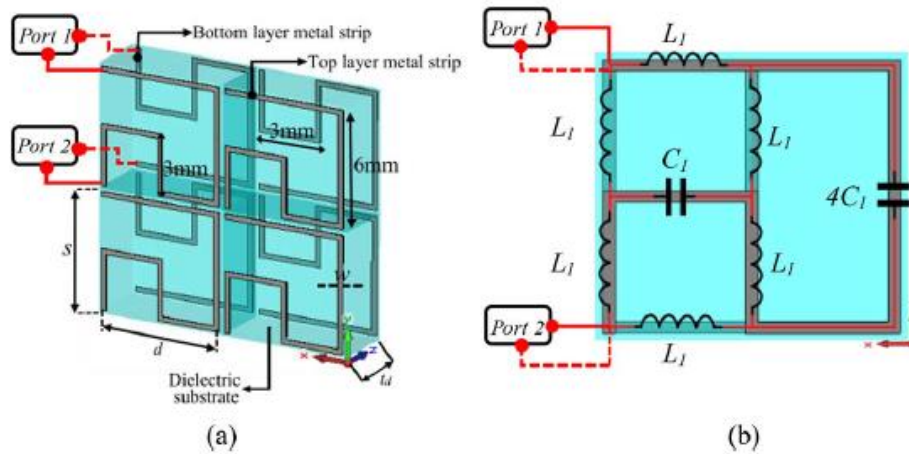 Port 1
Bottom layer metal strip
Top layer metal strip
3mm
6mm
Port 2
3mm
S
w
d
Dielectric
substrate
x
y
z
td
(a)
Port 1
L1
L1
L1
C1
4C1
L1
L1
Port 2
L1
x
(b)